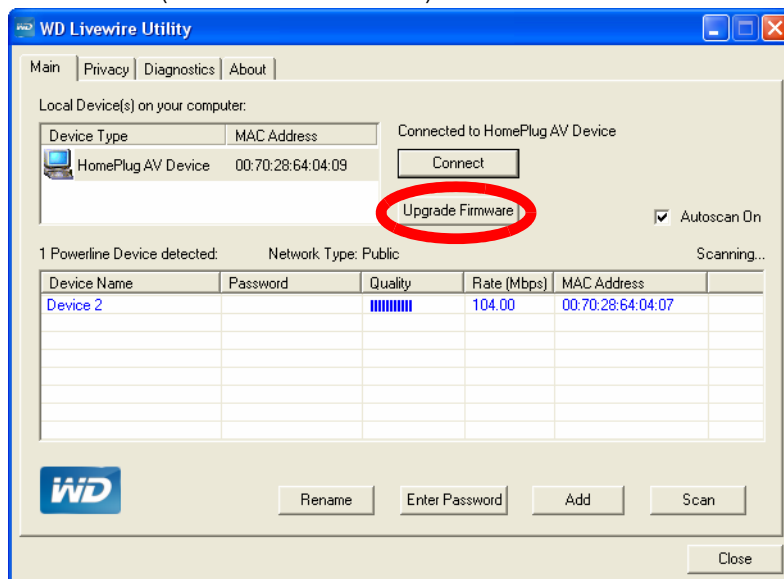 WD Livewire Utility
Main Privacy Diagnostics About
Local Device(s) on your computer:
Device Type MAC Address
HomePlug AV Device 00:70:28:64:04:09
Connected to HomePlug AV Device
Connect
Upgrade Firmware
Autoscan On
1 Powerline Device detected: Network Type: Public Scanning...
Device Name Password Quality Rate (Mbps) MAC Address
Device 2 104.00 00:70:28:64:04:07
WD
Rename Enter Password Add Scan
Close